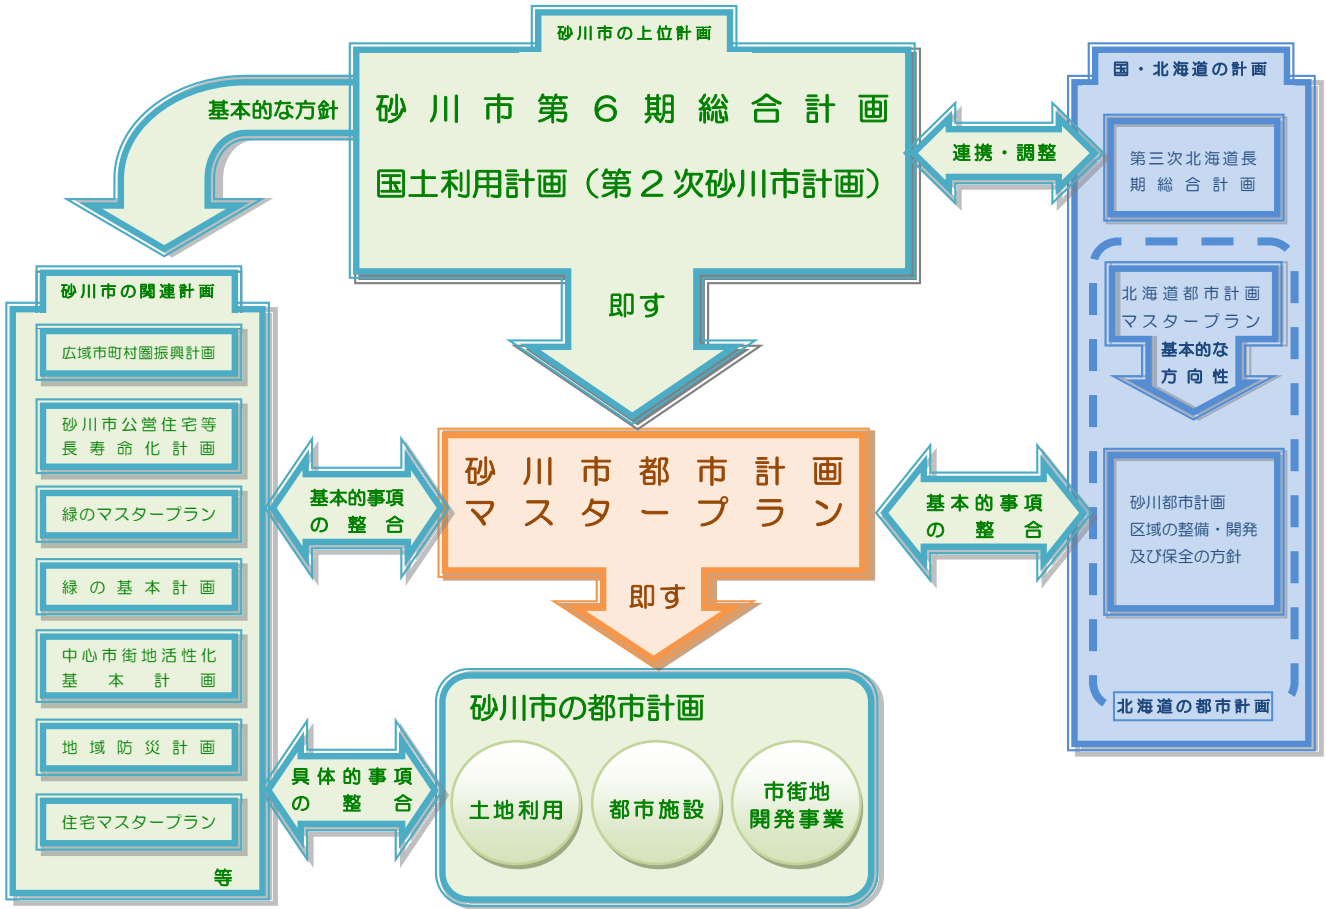 砂川市の上位計画
砂川市第６期総合計画
国土利用計画（第２次砂川市計画）
即す
基本的な方針
連携・調整
国・北海道の計画
第三次北海道長
期総合計画
北海道都市計画
マスタープラン
基本的な
方向性
砂川都市計画
区域の整備・開発
及び保全の方針
北海道の都市計画
砂川市の関連計画
広域市町村圏振興計画
砂川市公営住宅等
長寿命化計画
緑のマスタープラン
緑の基本計画
中心市街地活性化
基本計画
地域防災計画
住宅マスタープラン
等
基本的事項
の整合
砂川市都市計画
マスタープラン
即す
基本的事項
の整合
具体的事項
の整合
砂川市の都市計画
土地利用
都市施設
市街地
開発事業